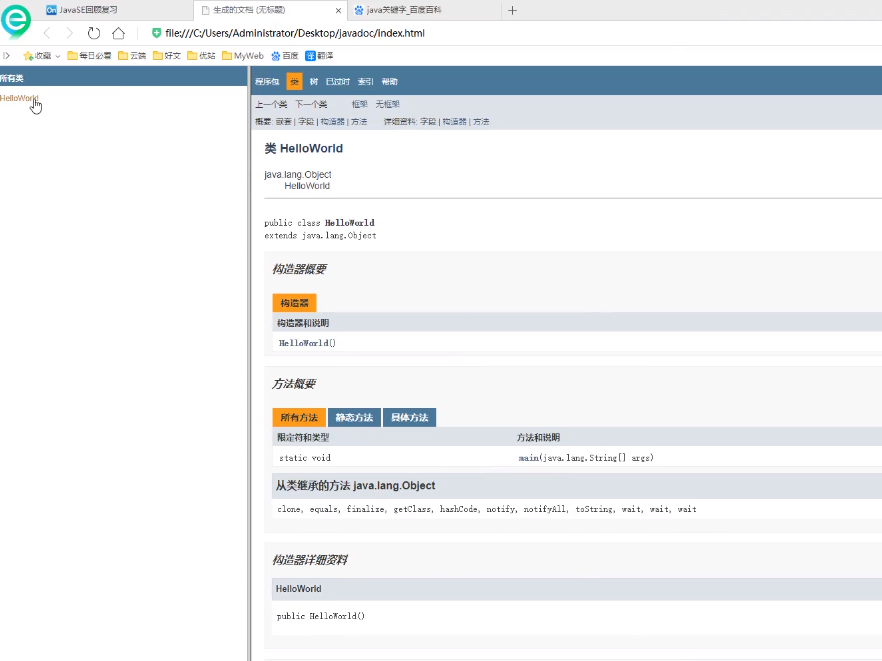 JavaSE回顾复习
生成的文档 (无标题)
java关键字_百度百科
file:///C:/Users/Administrator/Desktop/javadoc/index.html
收藏 每日必看 云端 好文 优站 MyWeb 百度 翻译
所有类
HelloWorld
程序包 类 树 已过时 索引 帮助
上一个类 下一个类 框架 无框架
概要: 嵌套 | 字段 | 构造器 | 方法 详细资料: 字段 | 构造器 | 方法
类 HelloWorld
java.lang.Object
HelloWorld
public class HelloWorld
extends java.lang.Object
构造器概要
构造器
构造器和说明
HelloWorld()
方法概要
所有方法 静态方法 具体方法
限定符和类型 方法和说明
static void main(java.lang.String[] args)
从类继承的方法 java.lang.Object
clone, equals, finalize, getClass, hashCode, notify, notifyAll, toString, wait, wait, wait
构造器详细资料
HelloWorld
public HelloWorld()